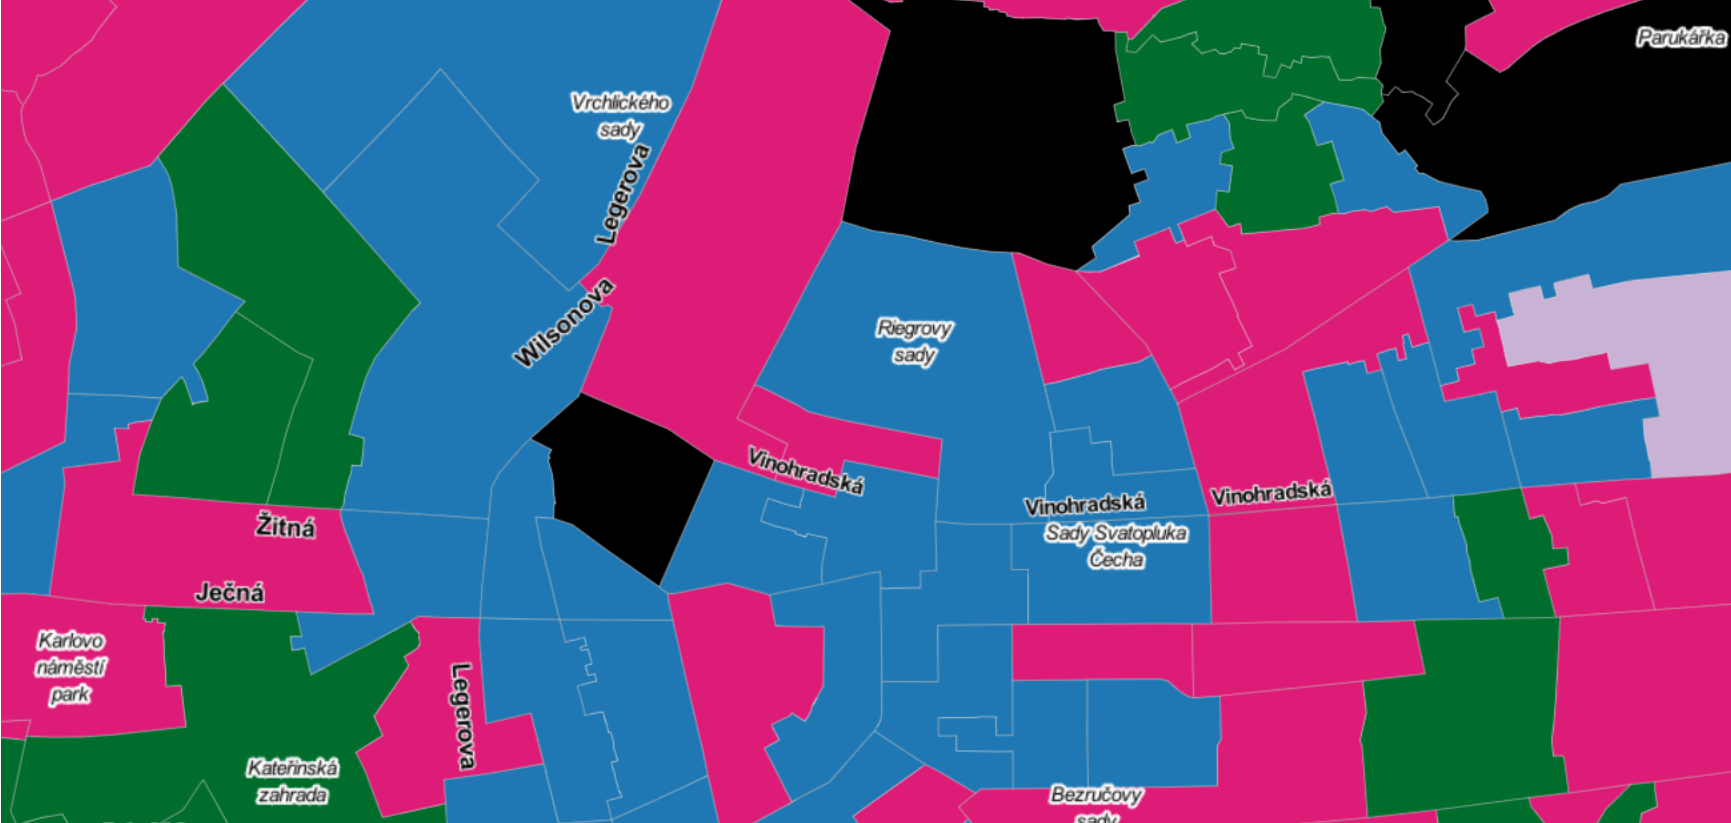 Parukářka
Vrchlického
sady
Legerova
Wilsonova
Riegrovy
sady
Vinohradská
Vinohradská
Vinohradská
Žitná
Sady Svatopluka
Čecha
Ječná
Karlovo
náměstí
park
Legerova
Kateřinská
zahrada
Bezručovy
sady